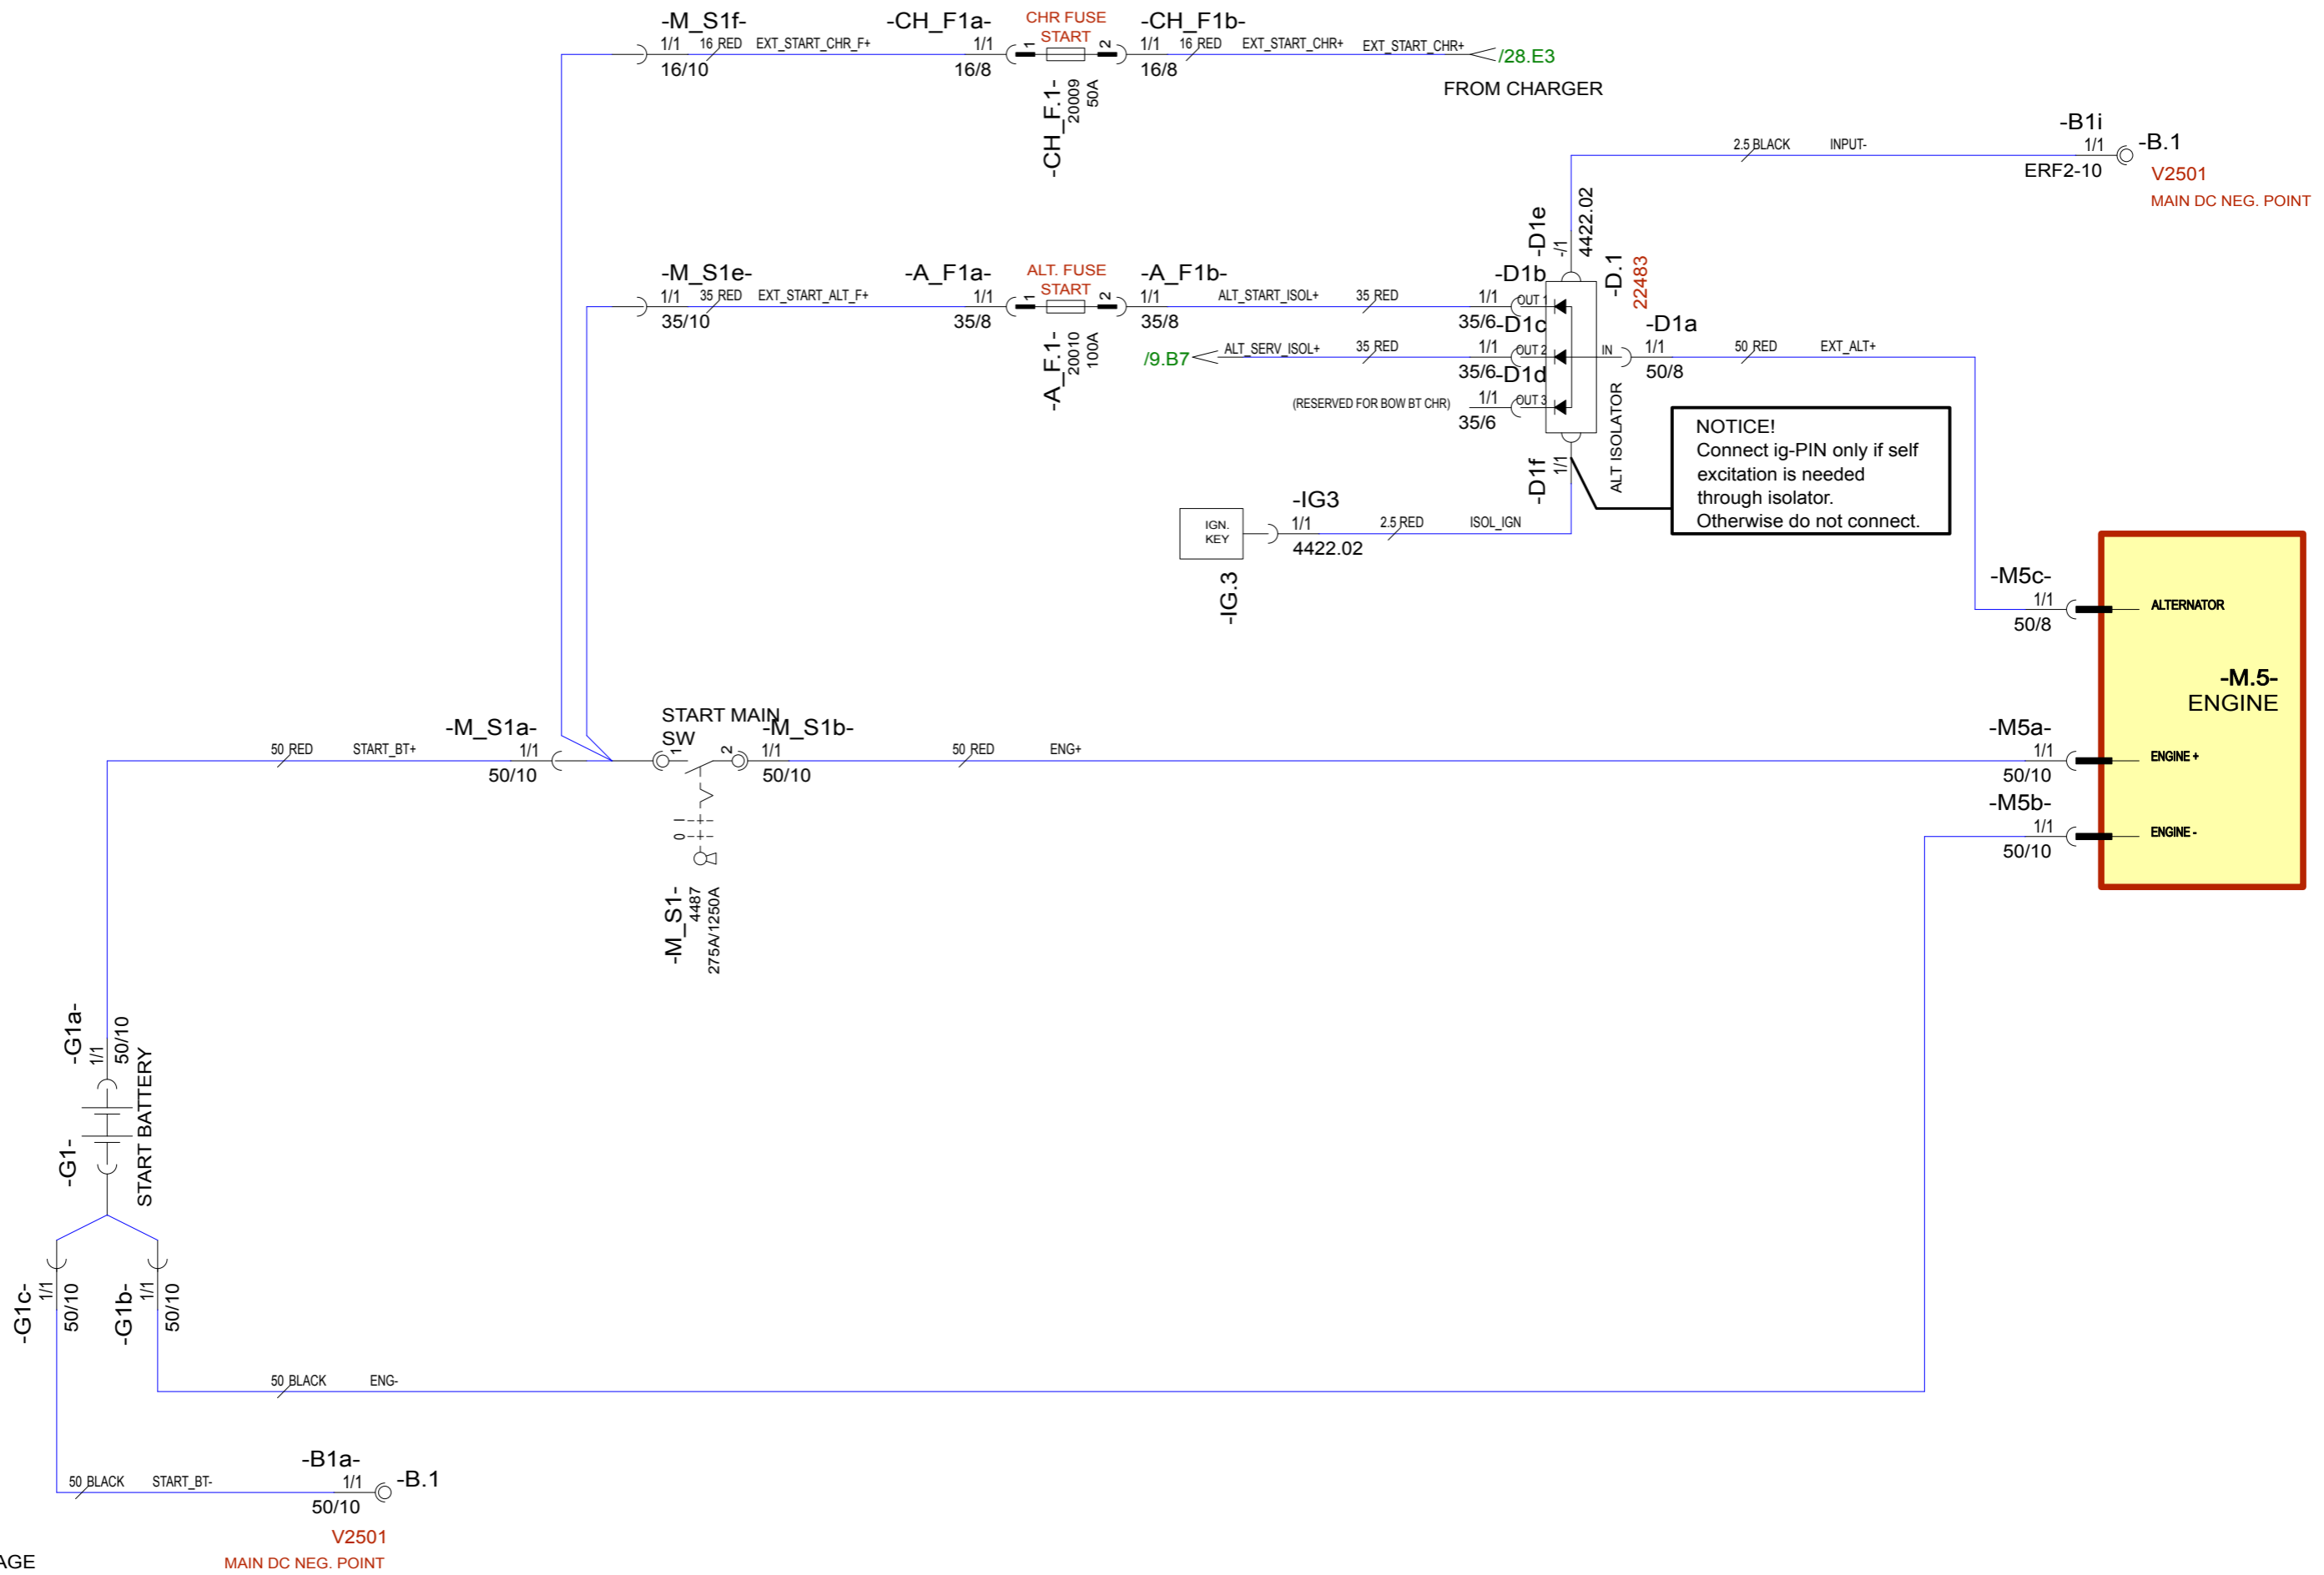 -M_S1f-
1/1
16 RED
EXT_START_CHR_F+
16/10
-CH_F1a-
1/1
16/8
CHR FUSE
START
1
2
-CH_F.1-
20009
50A
-CH_F1b-
1/1
16 RED
EXT_START_CHR+
EXT_START_CHR+
16/8
/28.E3
FROM CHARGER
-B1i
1/1
2.5 BLACK
INPUT-
ERF2-10
-B.1
V2501
MAIN DC NEG. POINT
-M_S1e-
1/1
35 RED
EXT_START_ALT_F+
35/10
-A_F1a-
1/1
35/8
ALT. FUSE
START
1
2
-A_F.1-
20010
100A
-A_F1b-
1/1
35/8
ALT_START_ISOL+
35 RED
-D1b
1/1
OUT 1
35/6
-D1e
-/1
4422.02
-D.1
22483
/9.B7
ALT_SERV_ISOL+
35 RED
-D1c
1/1
OUT 2
35/6
IN
-D1a
1/1
50/8
50 RED
EXT_ALT+
(RESERVED FOR BOW BT CHR)
-D1d
1/1
OUT 3
35/6
ALT ISOLATOR
-D1f
1/1
NOTICE!
Connect ig-PIN only if self
excitation is needed
through isolator.
Otherwise do not connect.
IGN.
KEY
-IG.3
-IG3
1/1
4422.02
2.5 RED
ISOL_IGN
-M5c-
1/1
50/8
ALTERNATOR
-M.5-
ENGINE
-M5a-
1/1
50/10
ENGINE +
-M5b-
1/1
50/10
ENGINE -
50 RED
START_BT+
-M_S1a-
1/1
50/10
START MAIN
SW
1
2
-M_S1b-
1/1
50/10
50 RED
ENG+
I
0
-M_S1-
4487
275A/1250A
-G1a-
1/1
50/10
-G1-
START BATTERY
-G1c-
1/1
50/10
-G1b-
1/1
50/10
50 BLACK
ENG-
50 BLACK
START_BT-
-B1a-
1/1
50/10
-B.1
V2501
MAIN DC NEG. POINT
AGE